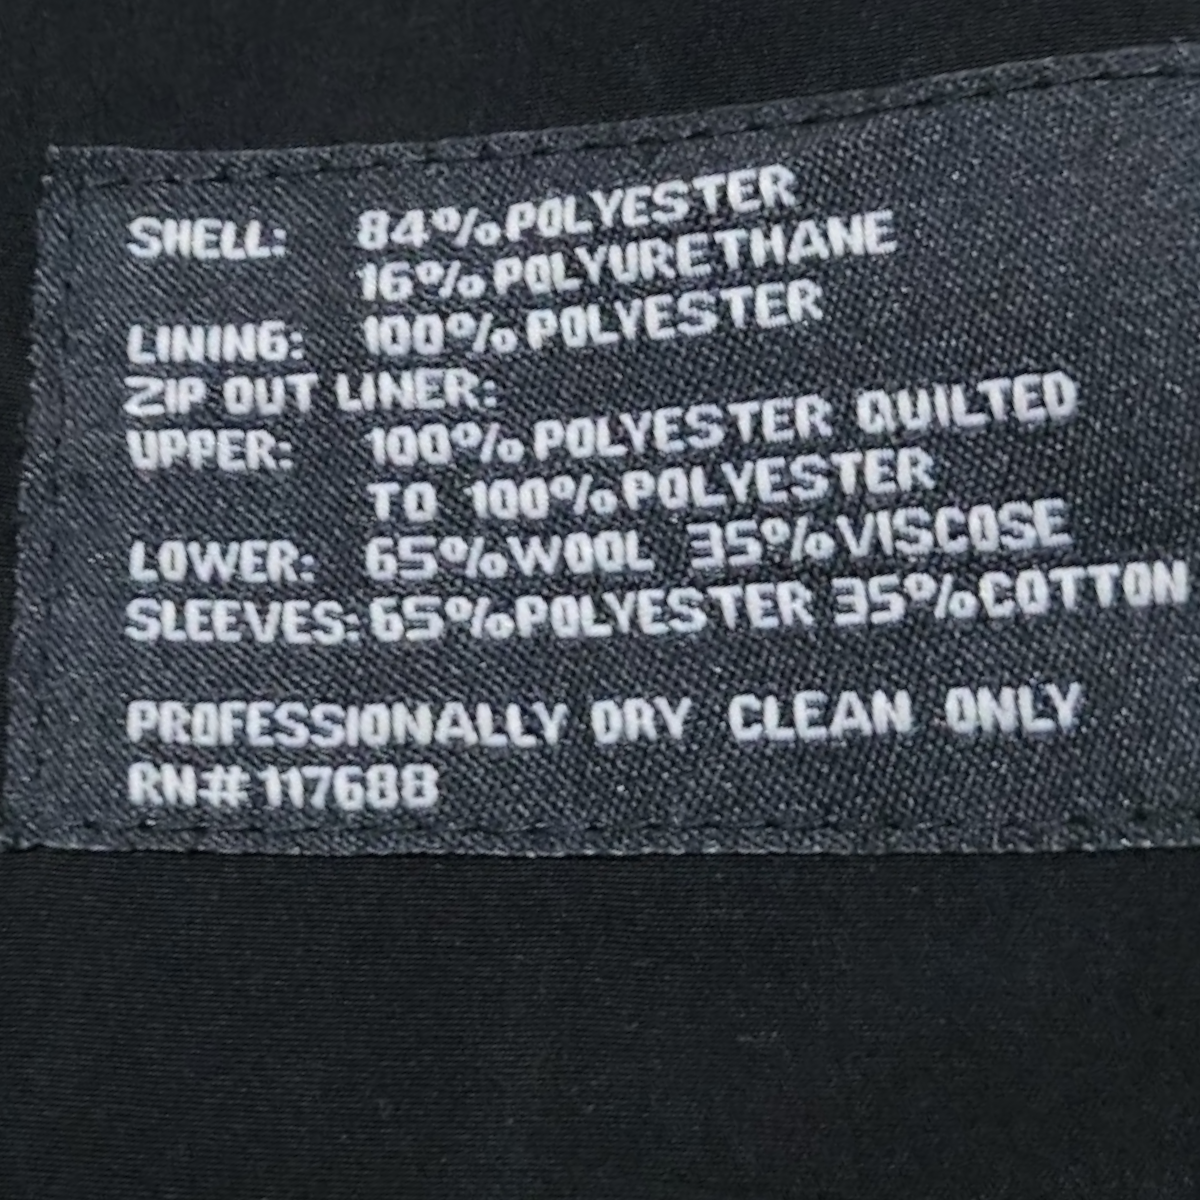 SHELL: 84% POLYESTER
16% POLYURETHANE
LINING: 100% POLYESTER
ZIP OUT LINER:
UPPER: 100% POLYESTER QUILTED
TO 100% POLYESTER
LOWER: 65% WOOL 35% VISCOSE
SLEEVES: 65% POLYESTER 35% COTTON
PROFESSIONALLY DRY CLEAN ONLY
RN# 117688